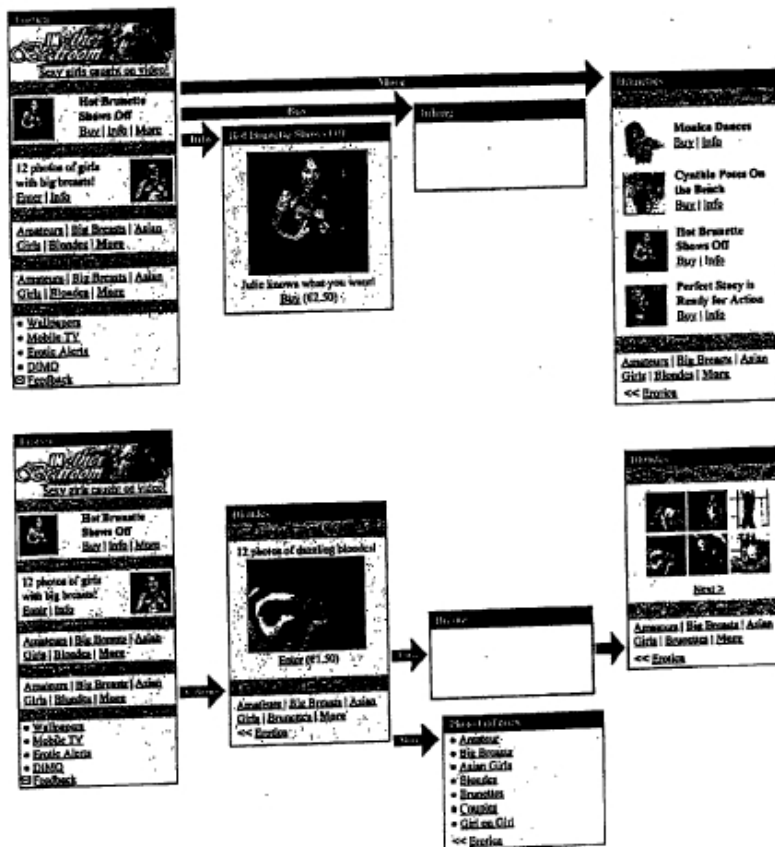 Erotica
Sexy girls caught on video!
Hot Brunette
Shows Off
Buy | Info | More
12 photos of girls
with big breasts!
Enter | Info
Amateurs | Big Breasts | Asian
Girls | Blondes | More
Amateurs | Big Breasts | Asian
Girls | Blondes | More
Wallpapers
Mobile TV
Erotic Alerts
DIMO
Feedback
More
Buy
Info
Hot Brunette Shows Off
Julie knows what you want!
Buy (€2.50)
Billing
Brunettes
Monica Dances
Buy | Info
Cynthia Poses On
the Beach
Buy | Info
Hot Brunette
Shows Off
Buy | Info
Perfect Stacy is
Ready for Action
Buy | Info
Amateurs | Big Breasts | Asian
Girls | Blondes | More
<< Erotica
Erotica
Sexy girls caught on video!
Hot Brunette
Shows Off
Buy | Info | More
12 photos of girls
with big breasts!
Enter | Info
Amateurs | Big Breasts | Asian
Girls | Blondes | More
Amateurs | Big Breasts | Asian
Girls | Blondes | More
Wallpapers
Mobile TV
Erotic Alerts
DIMO
Feedback
Blondes
12 photos of dazzling blondes!
Enter (€1.50)
Amateurs | Big Breasts | Asian
Girls | Brunettes | More
<< Erotica
Blondes
Next >
Amateurs | Big Breasts | Asian
Girls | Brunettes | More
<< Erotica
Amateur
Big Breasts
Asian Girls
Blondes
Brunettes
Couples
Girl on Girl
<< Erotica